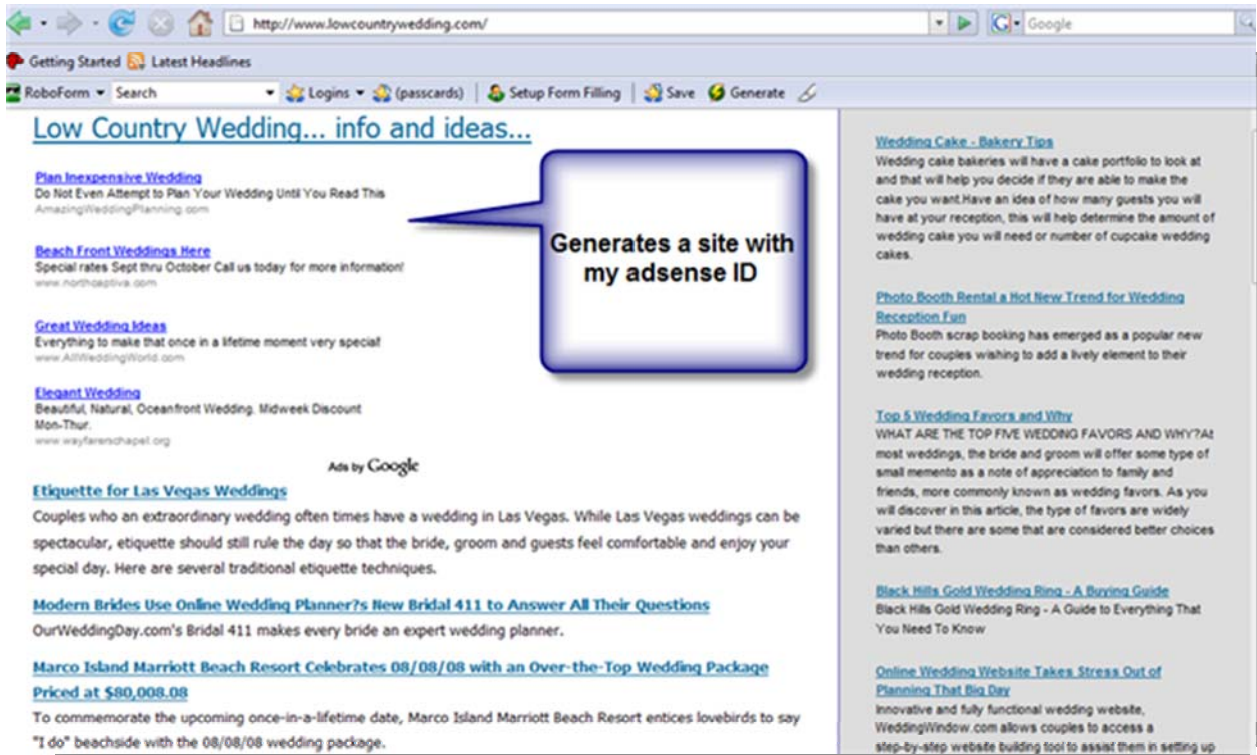 http://www.lowcountrywedding.com/
Google
Getting Started Latest Headlines
RoboForm Search Logins (passcards) Setup Form Filling Save Generate
Low Country Wedding... info and ideas...
Plan Inexpensive Wedding
Do Not Even Attempt to Plan Your Wedding Until You Read This
AmazingWeddingPlanning.com
Beach Front Weddings Here
Special rates Sept thru October Call us today for more information!
www.northcaptiva.com
Great Wedding Ideas
Everything to make that once in a lifetime moment very special!
www.AllWeddingWorld.com
Elegant Wedding
Beautiful, Natural, Oceanfront Wedding. Midweek Discount
Mon-Thur.
www.wayfarerschapel.org
Ads by Google
Generates a site with
my adsense ID
Etiquette for Las Vegas Weddings
Couples who an extraordinary wedding often times have a wedding in Las Vegas. While Las Vegas weddings can be
spectacular, etiquette should still rule the day so that the bride, groom and guests feel comfortable and enjoy your
special day. Here are several traditional etiquette techniques.
Modern Brides Use Online Wedding Planner?s New Bridal 411 to Answer All Their Questions
OurWeddingDay.com's Bridal 411 makes every bride an expert wedding planner.
Marco Island Marriott Beach Resort Celebrates 08/08/08 with an Over-the-Top Wedding Package
Priced at $80,008.08
To commemorate the upcoming once-in-a-lifetime date, Marco Island Marriott Beach Resort entices lovebirds to say
"I do" beachside with the 08/08/08 wedding package.
Wedding Cake - Bakery Tips
Wedding cake bakeries will have a cake portfolio to look at
and that will help you decide if they are able to make the
cake you want.Have an idea of how many guests you will
have at your reception, this will help determine the amount of
wedding cake you will need or number of cupcake wedding
cakes.
Photo Booth Rental a Hot New Trend for Wedding
Reception Fun
Photo Booth scrap booking has emerged as a popular new
trend for couples wishing to add a lively element to their
wedding reception.
Top 5 Wedding Favors and Why
WHAT ARE THE TOP FIVE WEDDING FAVORS AND WHY?At
most weddings, the bride and groom will offer some type of
small memento as a note of appreciation to family and
friends, more commonly known as wedding favors. As you
will discover in this article, the type of favors are widely
varied but there are some that are considered better choices
than others.
Black Hills Gold Wedding Ring - A Buying Guide
Black Hills Gold Wedding Ring - A Guide to Everything That
You Need To Know
Online Wedding Website Takes Stress Out of
Planning That Big Day
Innovative and fully functional wedding website,
WeddingWindow.com allows couples to access a
step-by-step website building tool to assist them in setting up